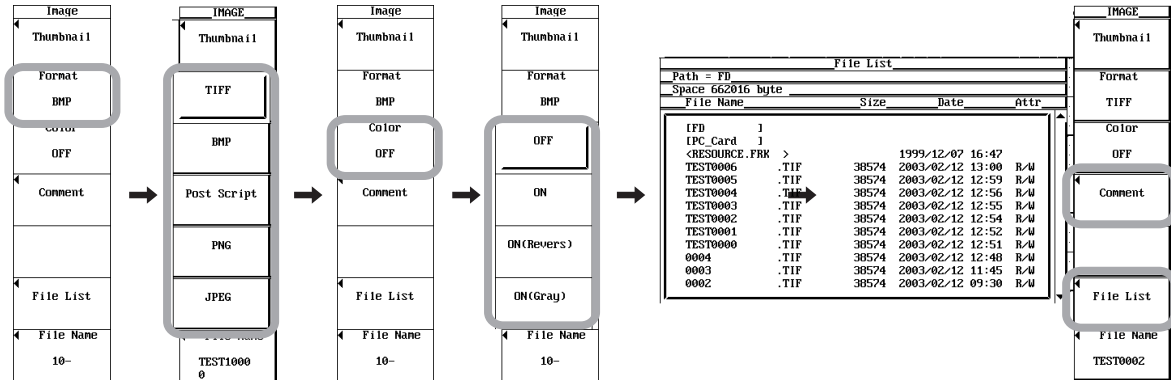 Image
Thumbnail
Format
BMP
Color
OFF
Comment
File List
File Name
10-
IMAGE
Thumbnail
TIFF
BMP
Post Script
PNG
JPEG
TEST1000
0
Image
Thumbnail
Format
BMP
Color
OFF
Comment
File List
File Name
10-
Image
Thumbnail
Format
BMP
OFF
ON
ON(Revers)
ON(Gray)
File Name
10-
File List
Path = FD
Space 662016 byte
File Name Size Date Attr
[FD ]
[PC_Card ]
<RESOURCE.FRK > 1999/12/07 16:47
TEST0006 .TIF 38574 2003/02/12 13:00 R/W
TEST0005 .TIF 38574 2003/02/12 12:59 R/W
TEST0004 .TIF 38574 2003/02/12 12:56 R/W
TEST0003 .TIF 38574 2003/02/12 12:55 R/W
TEST0002 .TIF 38574 2003/02/12 12:54 R/W
TEST0001 .TIF 38574 2003/02/12 12:52 R/W
TEST0000 .TIF 38574 2003/02/12 12:51 R/W
0004 .TIF 38574 2003/02/12 12:48 R/W
0003 .TIF 38574 2003/02/12 11:45 R/W
0002 .TIF 38574 2003/02/12 09:30 R/W
IMAGE
Thumbnail
Format
TIFF
Color
OFF
Comment
File List
File Name
TEST0002